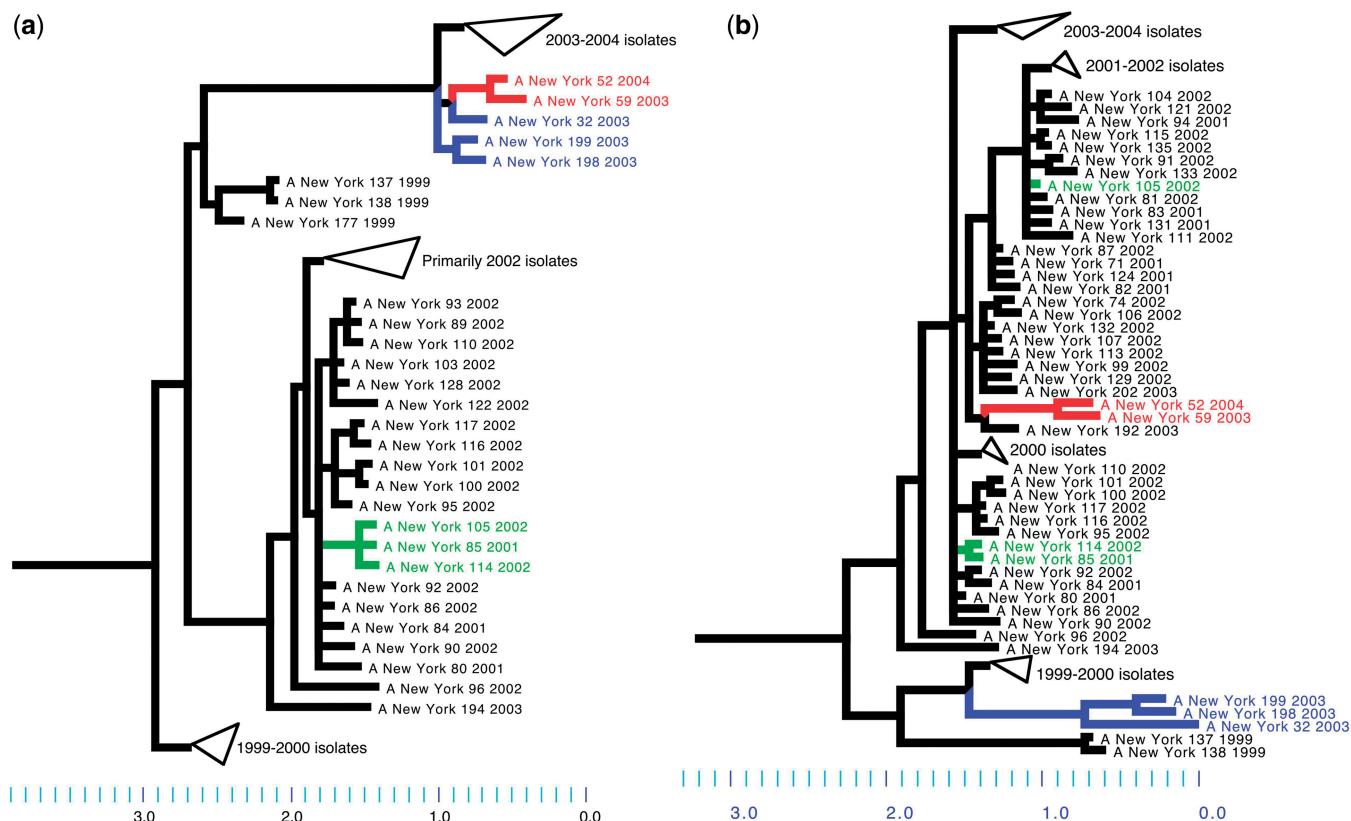 (a)
2003-2004 isolates
A New York 52 2004
A New York 59 2003
A New York 32 2003
A New York 199 2003
A New York 198 2003
A New York 137 1999
A New York 138 1999
A New York 177 1999
Primarily 2002 isolates
A New York 93 2002
A New York 89 2002
A New York 110 2002
A New York 103 2002
A New York 128 2002
A New York 122 2002
A New York 117 2002
A New York 116 2002
A New York 101 2002
A New York 100 2002
A New York 95 2002
A New York 105 2002
A New York 85 2001
A New York 114 2002
A New York 92 2002
A New York 86 2002
A New York 84 2001
A New York 90 2002
A New York 80 2001
A New York 96 2002
A New York 194 2003
1999-2000 isolates
3.0 2.0 1.0 0.0
(b)
2003-2004 isolates
2001-2002 isolates
A New York 104 2002
A New York 121 2002
A New York 94 2001
A New York 115 2002
A New York 135 2002
A New York 91 2002
A New York 133 2002
A New York 105 2002
A New York 81 2002
A New York 83 2001
A New York 131 2001
A New York 111 2002
A New York 87 2002
A New York 71 2001
A New York 124 2001
A New York 82 2001
A New York 74 2002
A New York 106 2002
A New York 132 2002
A New York 107 2002
A New York 113 2002
A New York 99 2002
A New York 129 2002
A New York 202 2003
A New York 52 2004
A New York 59 2003
A New York 192 2003
2000 isolates
A New York 110 2002
A New York 101 2002
A New York 100 2002
A New York 117 2002
A New York 116 2002
A New York 95 2002
A New York 114 2002
A New York 85 2001
A New York 92 2002
A New York 84 2001
A New York 80 2001
A New York 86 2002
A New York 90 2002
A New York 96 2002
A New York 194 2003
1999-2000 isolates
A New York 199 2003
A New York 198 2003
A New York 32 2003
A New York 137 1999
A New York 138 1999
3.0 2.0 1.0 0.0